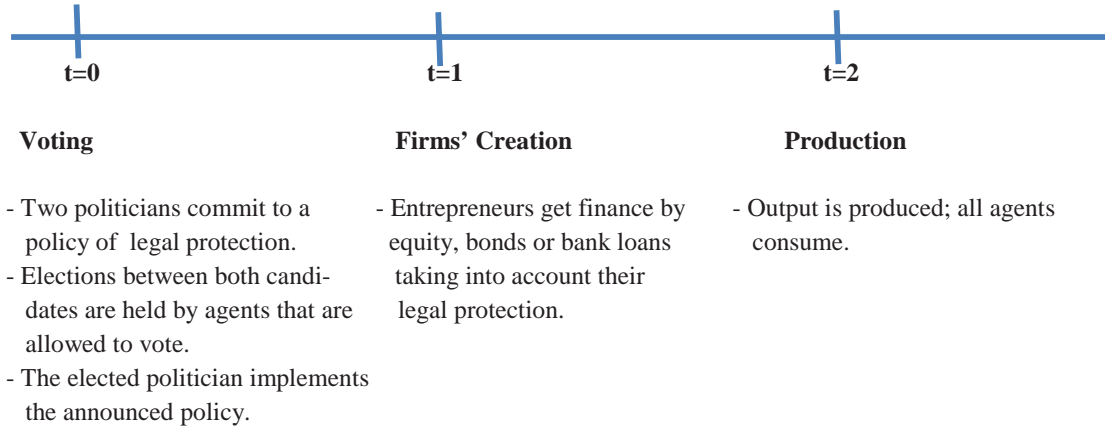 t=0
t=1
t=2
Voting
Firms’ Creation
Production
- Two politicians commit to a
policy of legal protection.
- Elections between both candi-
dates are held by agents that are
allowed to vote.
- The elected politician implements
the announced policy.
- Entrepreneurs get finance by
equity, bonds or bank loans
taking into account their
legal protection.
- Output is produced; all agents
consume.